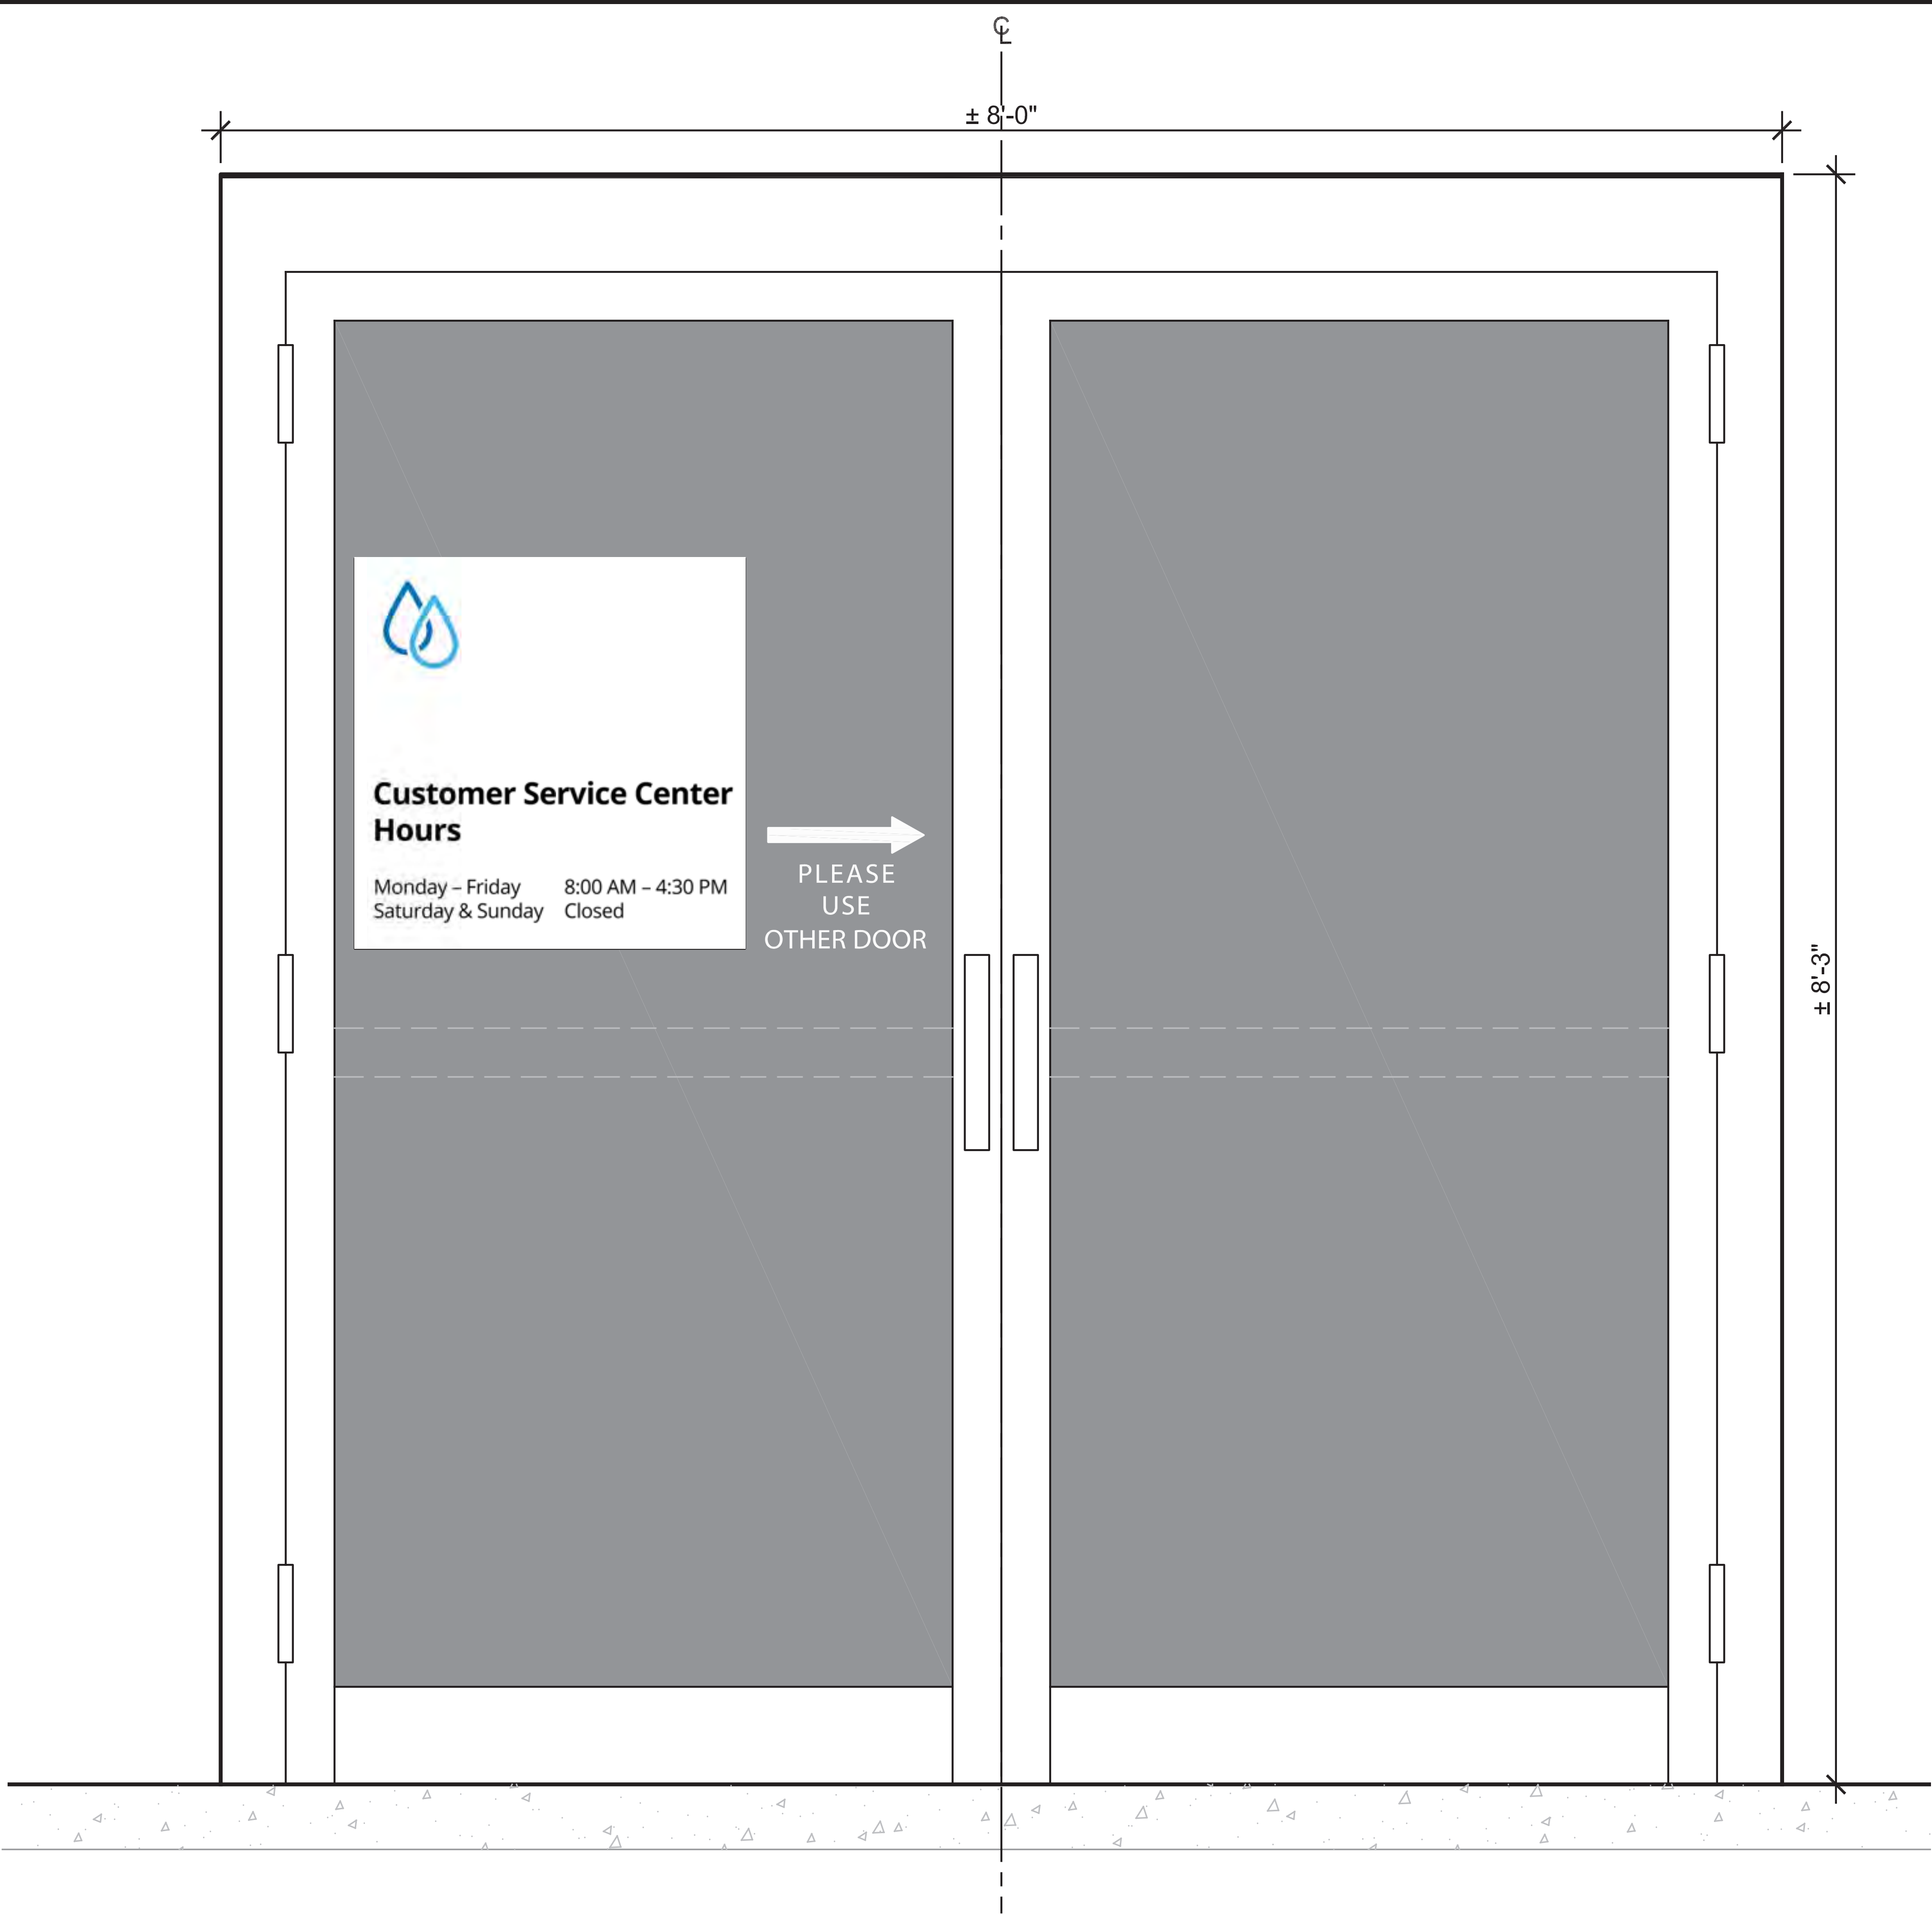 ℄
± 8'-0"
Customer Service Center
Hours
Monday – Friday 8:00 AM – 4:30 PM
Saturday & Sunday Closed
PLEASE
USE
OTHER DOOR
± 8'-3"